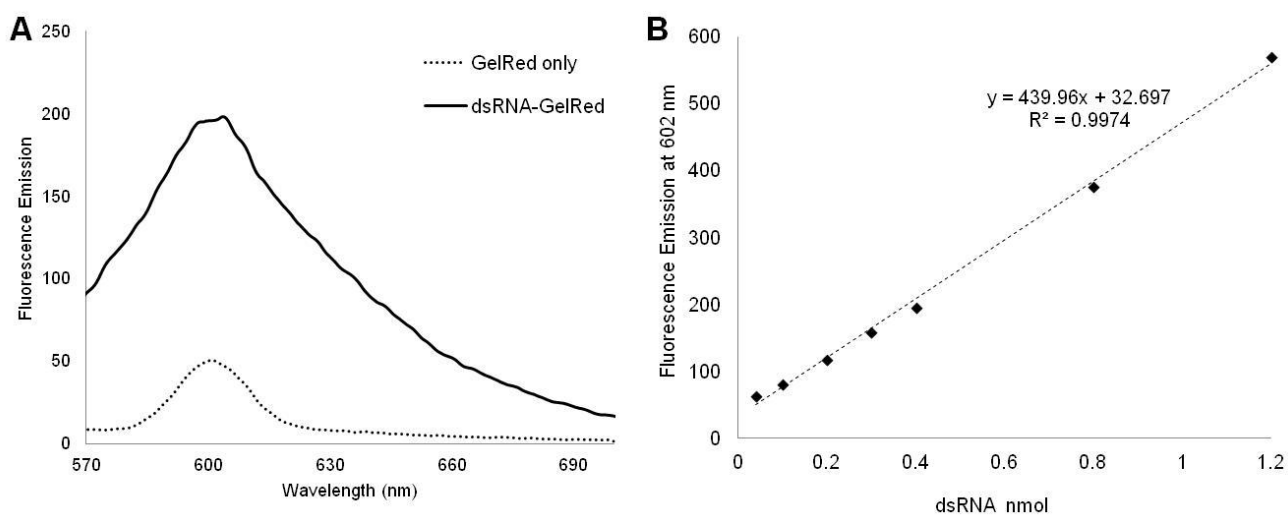 A
250
200
150
100
50
0
Fluorescence Emission
GelRed only
dsRNA-GelRed
570
600
630
660
690
Wavelength (nm)
B
600
500
400
300
200
100
0
Fluorescence Emission at 602 nm
y = 439.96x + 32.697
R² = 0.9974
0
0.2
0.4
0.6
0.8
1
1.2
dsRNA nmol